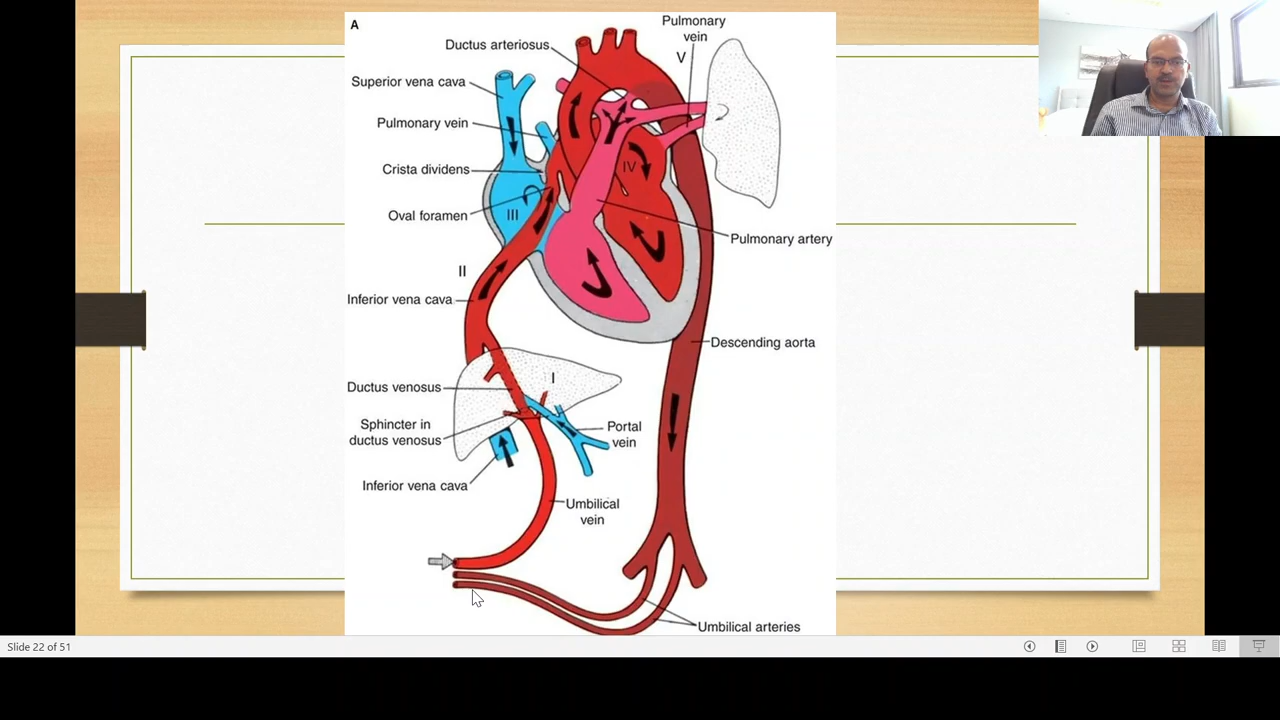 A
Pulmonary
vein
Ductus arteriosus
V
Superior vena cava
Pulmonary vein
Crista dividens
IV
Oval foramen
III
Pulmonary artery
II
Inferior vena cava
Descending aorta
Ductus venosus
I
Sphincter in
ductus venosus
Portal
vein
Inferior vena cava
Umbilical
vein
Umbilical arteries
Slide 22 of 51